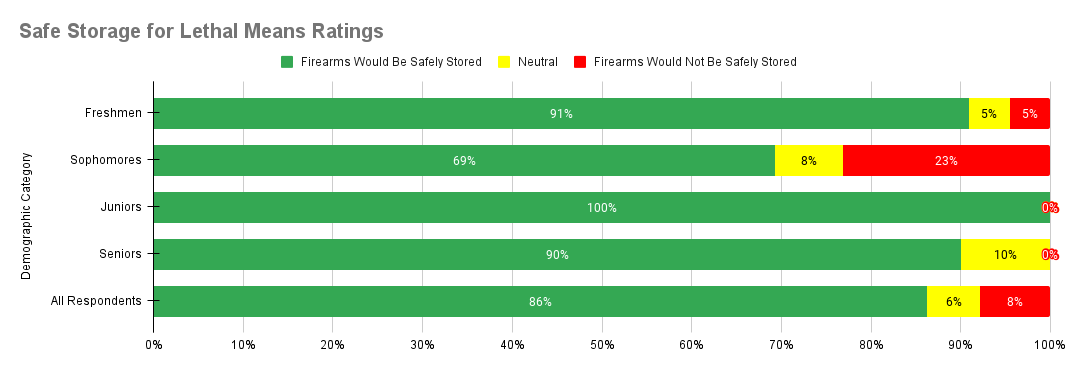 Safe Storage for Lethal Means Ratings
Firearms Would Be Safely Stored Neutral Firearms Would Not Be Safely Stored
Demographic Category
Freshmen 91% 5% 5%
Sophomores 69% 8% 23%
Juniors 100% 0%
Seniors 90% 10% 0%
All Respondents 86% 6% 8%
0% 10% 20% 30% 40% 50% 60% 70% 80% 90% 100%